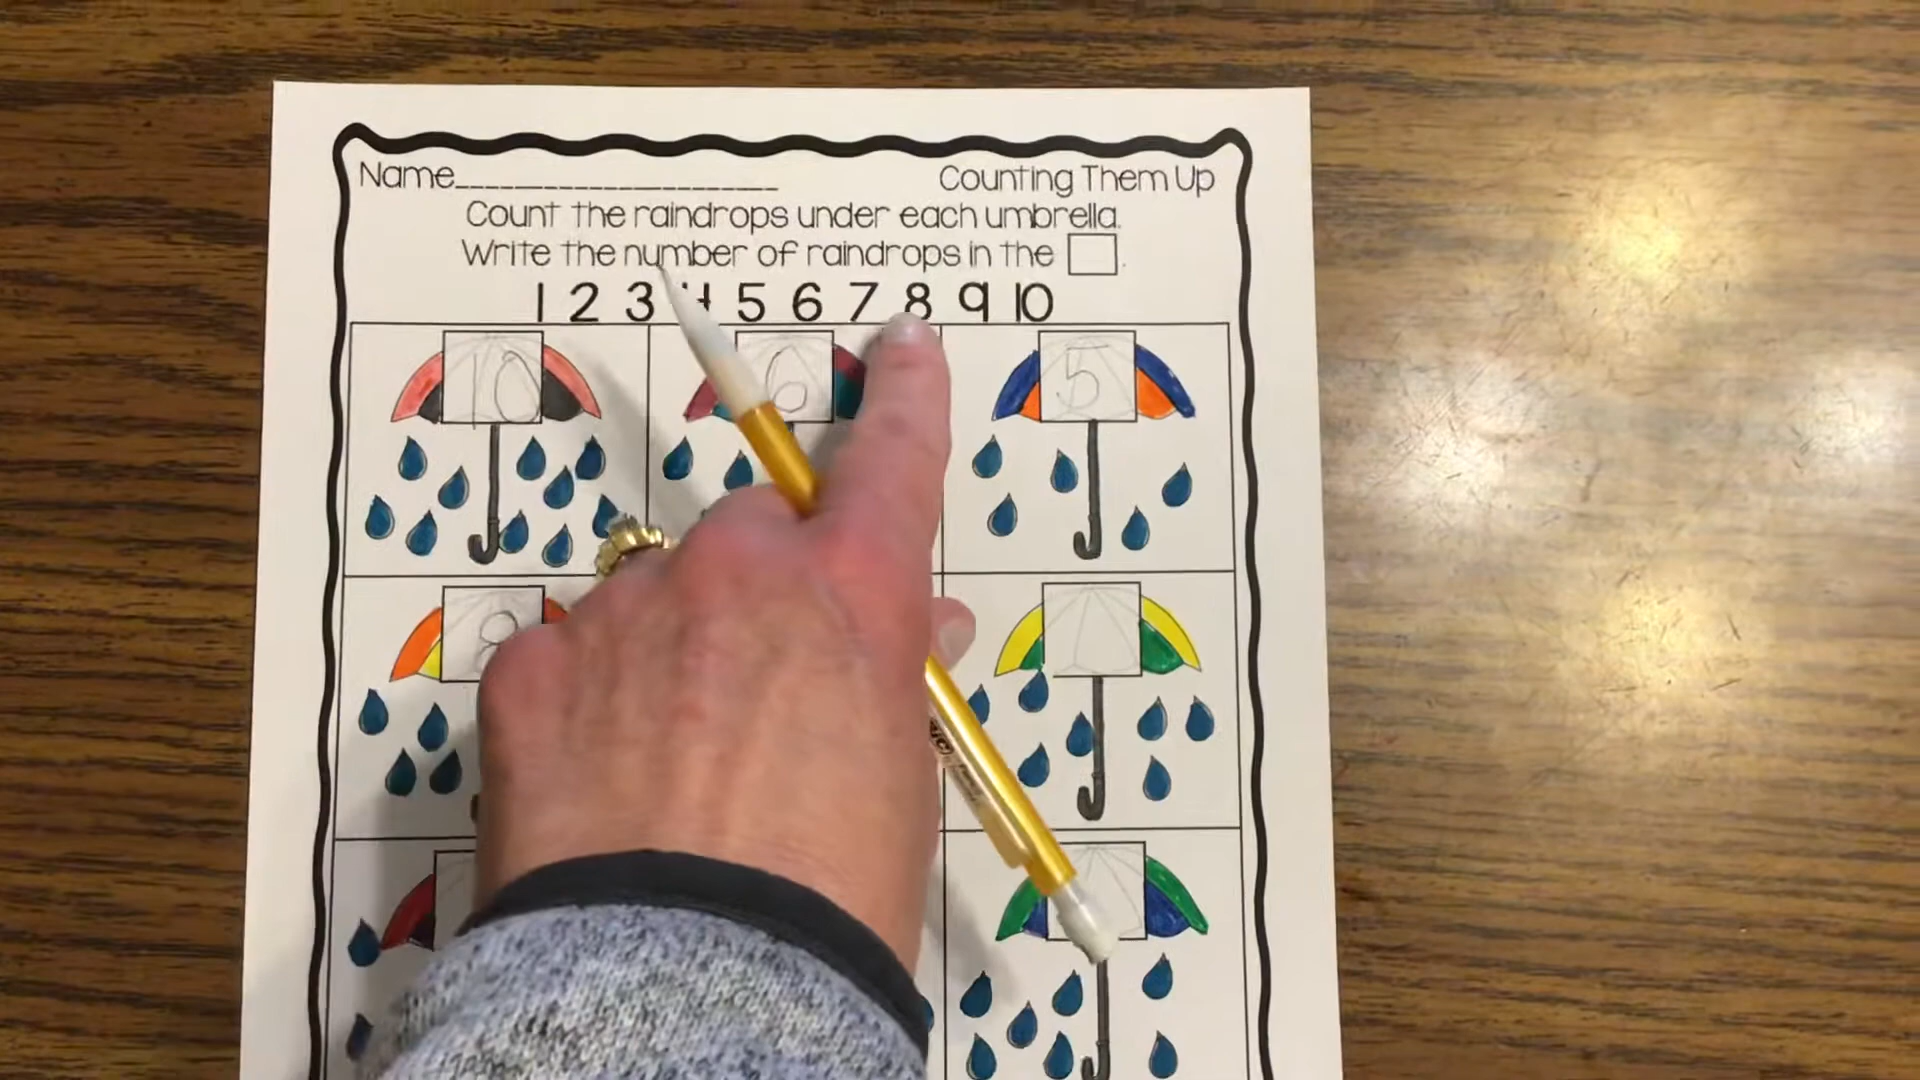 Name______________________ Counting Them Up
Count the raindrops under each umbrella.
Write the number of raindrops in the □.
1 2 3 4 5 6 7 8 9 10
10 6 5
8